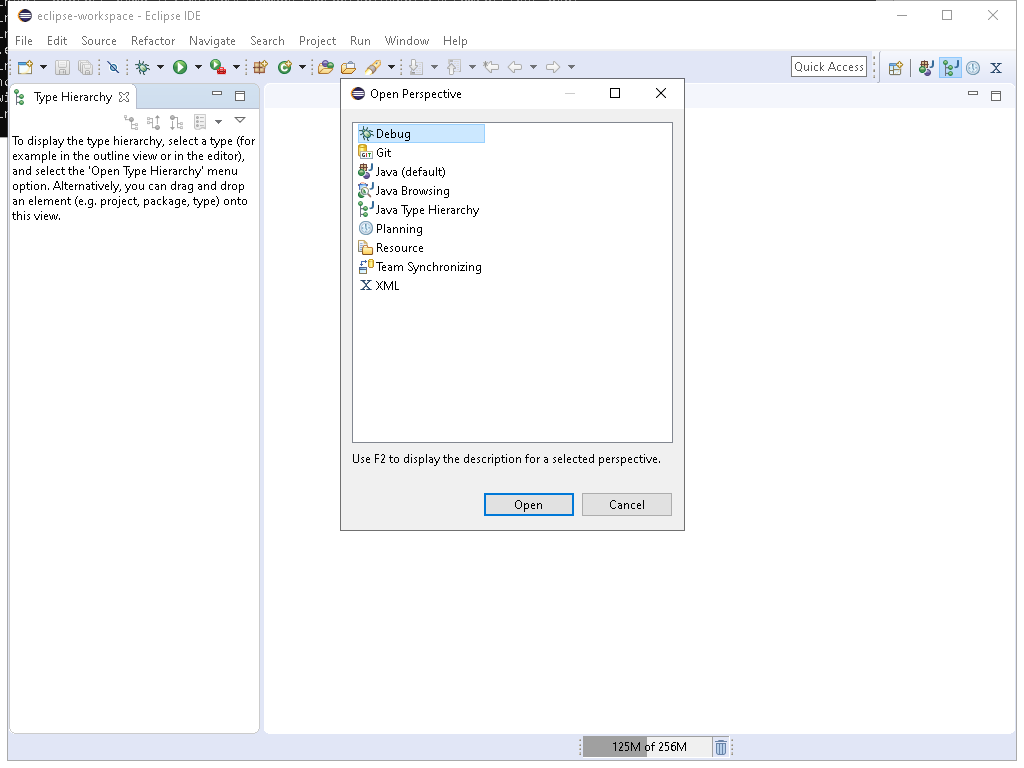 eclipse-workspace - Eclipse IDE
File Edit Source Refactor Navigate Search Project Run Window Help
Quick Access
Type Hierarchy
To display the type hierarchy, select a type (for
example in the outline view or in the editor),
and select the 'Open Type Hierarchy' menu
option. Alternatively, you can drag and drop
an element (e.g. project, package, type) onto
this view.
Open Perspective
Debug
GIT Git
Java (default)
Java Browsing
Java Type Hierarchy
Planning
Resource
Team Synchronizing
X XML
Use F2 to display the description for a selected perspective.
Open Cancel
125M of 256M